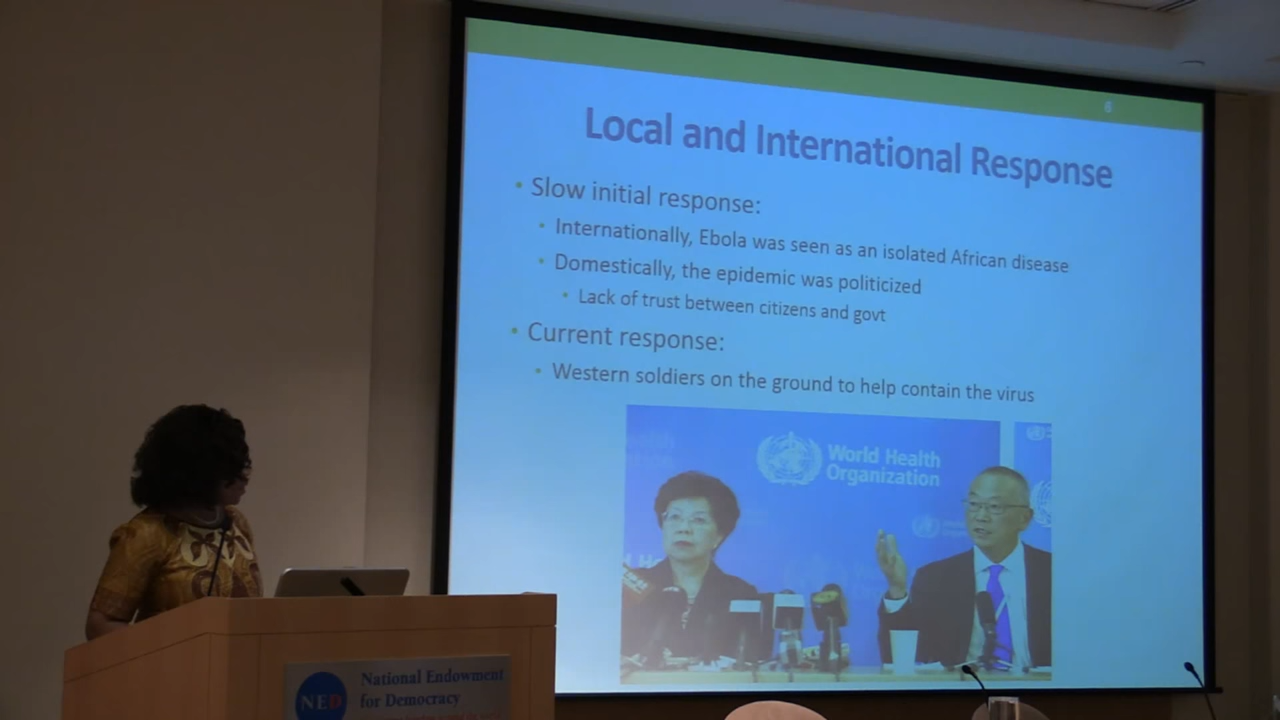 6
Local and International Response
• Slow initial response:
• Internationally, Ebola was seen as an isolated African disease
• Domestically, the epidemic was politicized
• Lack of trust between citizens and govt
• Current response:
• Western soldiers on the ground to help contain the virus
World Health
Organization
NED
National Endowment
for Democracy